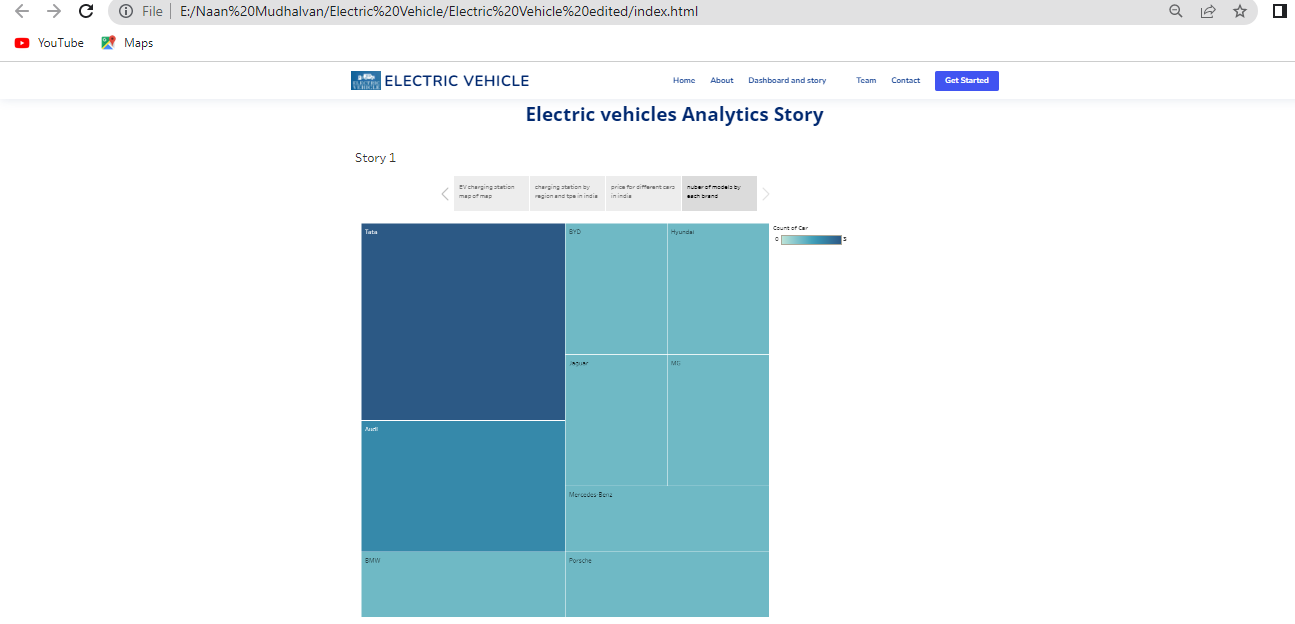 File E:/Naan%20Mudhalvan/Electric%20Vehicle/Electric%20Vehicle%20edited/index.html
YouTube Maps
ELECTRIC VEHICLE
ELECTRIC VEHICLE Home About Dashboard and story Team Contact Get Started
Electric vehicles Analytics Story
Story 1
EV charging station
map of map
charging station by
region and tpe in india
price for different cars
in india
nuber of models by
each brand
Tata
BYD
Hyundai
Count of Car
0 5
Jaguar
MG
Audi
Mercedes-Benz
BMW
Porsche